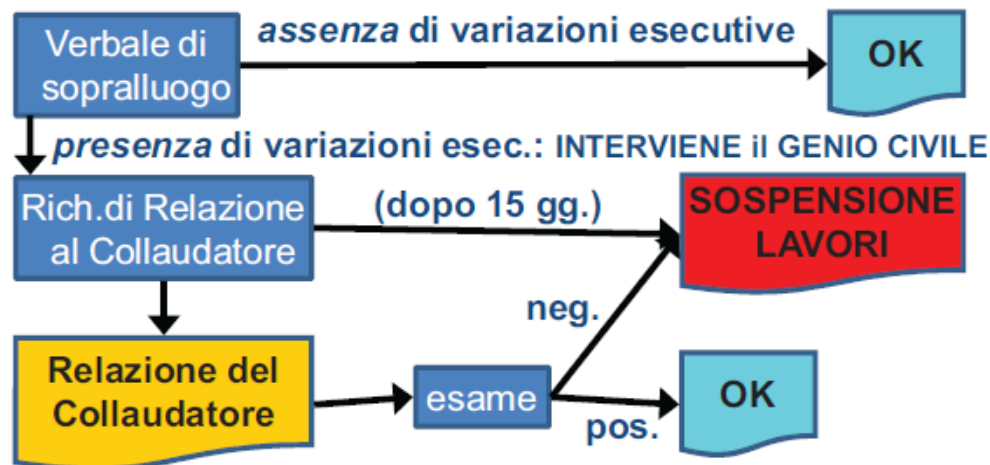 Verbale di
sopralluogo
assenza di variazioni esecutive
OK
presenza di variazioni esec.: INTERVIENE il GENIO CIVILE
Rich.di Relazione
al Collaudatore
(dopo 15 gg.)
SOSPENSIONE
LAVORI
neg.
Relazione del
Collaudatore
esame
pos.
OK